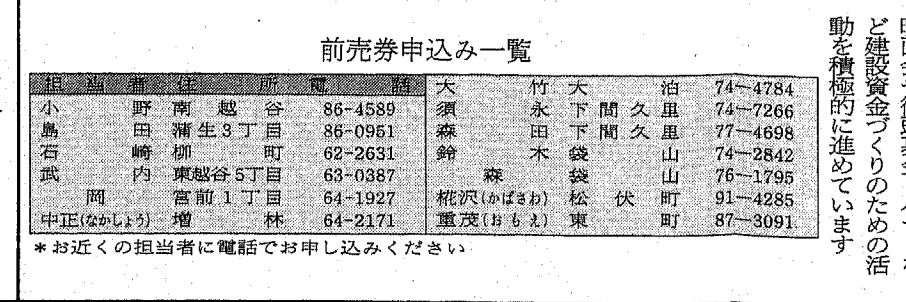 ど建設資金づくりのための活
動を積極的に進めています
前売券申込み一覧
担当者 住所 電話
小野 南越谷 86-4589
島田 蒲生3丁目 86-0951
石崎 柳町 62-2631
武内 東越谷5丁目 63-0387
岡 宮前1丁目 64-1927
中正(なかしょう) 増林 64-2171
大竹 大泊 74-4784
須永 下間久里 74-7266
森田 下間久里 77-4698
鈴木 袋山 74-2842
森 袋山 76-1795
椛沢(かばさわ) 松伏町 91-4285
重茂(おもえ) 東町 87-3091
*お近くの担当者に電話でお申し込みください